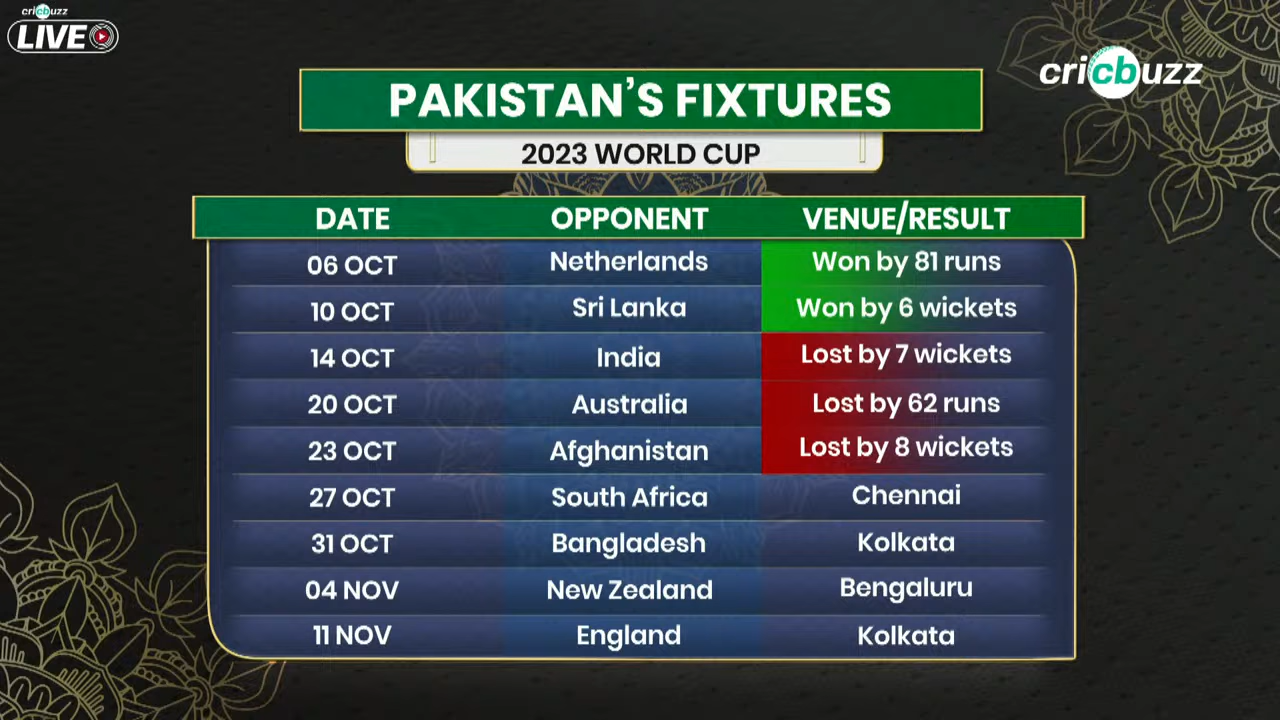 cricbuzz
LIVE
cricbuzz
PAKISTAN'S FIXTURES
2023 WORLD CUP
DATE OPPONENT VENUE/RESULT
06 OCT Netherlands Won by 81 runs
10 OCT Sri Lanka Won by 6 wickets
14 OCT India Lost by 7 wickets
20 OCT Australia Lost by 62 runs
23 OCT Afghanistan Lost by 8 wickets
27 OCT South Africa Chennai
31 OCT Bangladesh Kolkata
04 NOV New Zealand Bengaluru
11 NOV England Kolkata